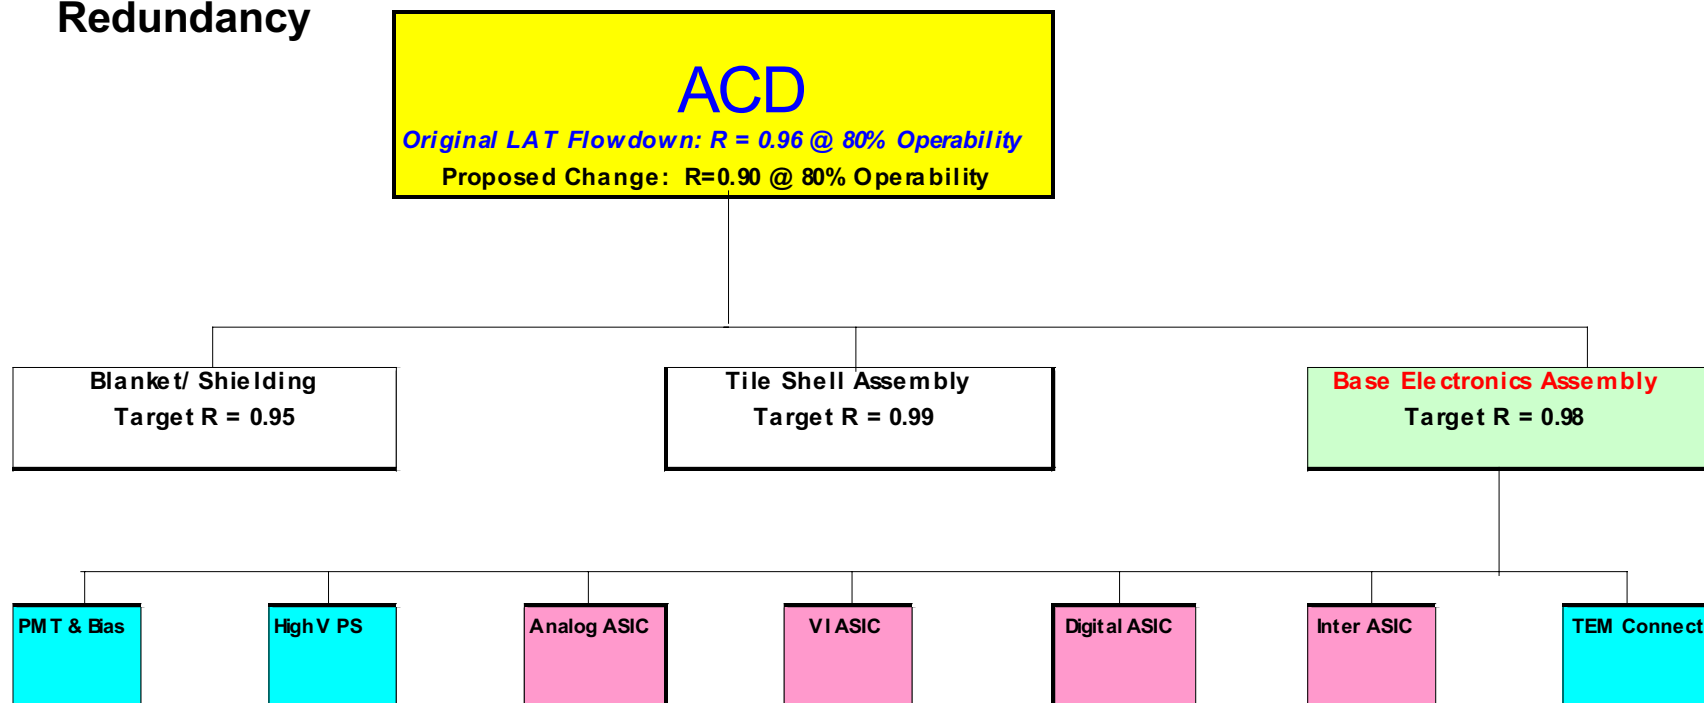 Redundancy
ACD
Original LAT Flowdown: R = 0.96 @ 80% Operability
Proposed Change: R=0.90 @ 80% Operability
Blanket/ Shielding
Target R = 0.95
Tile Shell Assembly
Target R = 0.99
Base Electronics Assembly
Target R = 0.98
PMT & Bias
High V PS
Analog ASIC
VI ASIC
Digital ASIC
Inter ASIC
TEM Connect